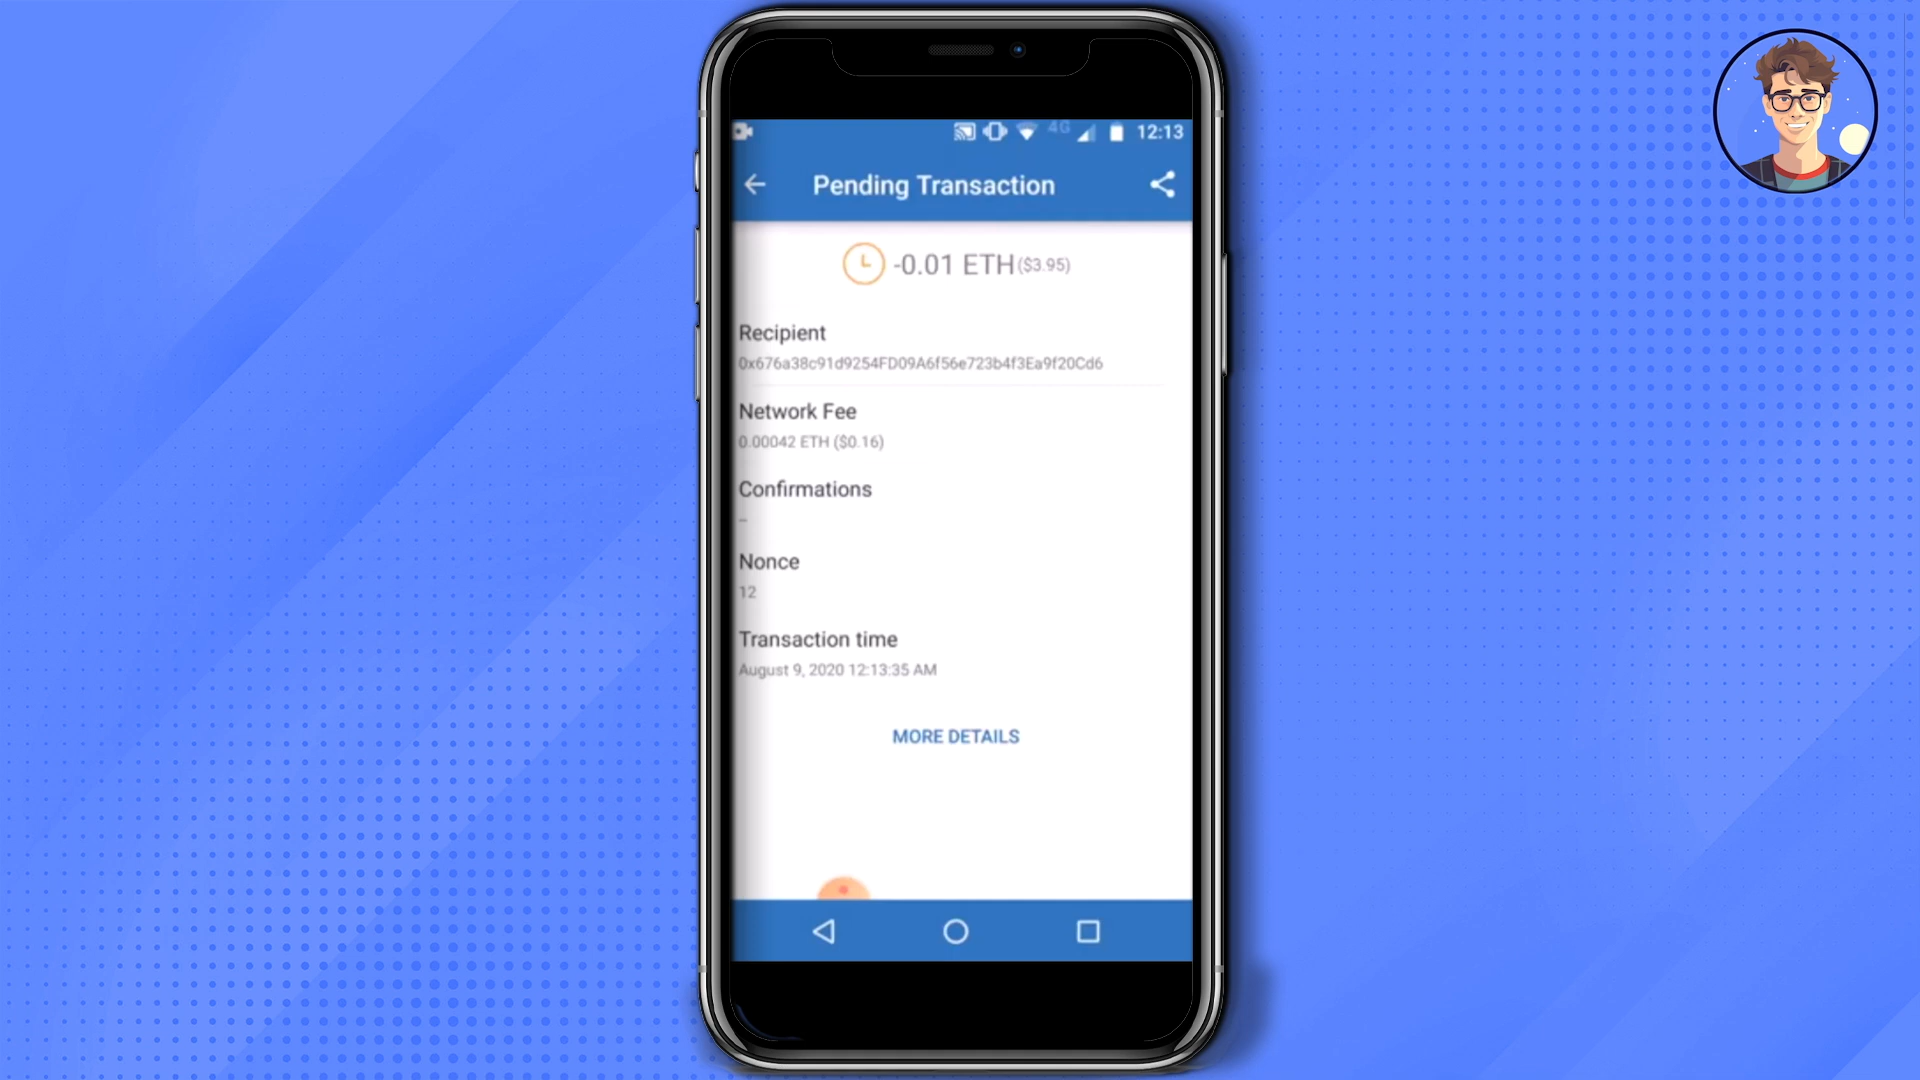 4G 12:13
Pending Transaction
-0.01 ETH ($3.95)
Recipient
0x676a38c91d9254FD09A6f56e723b4f3Ea9f20Cd6
Network Fee
0.00042 ETH ($0.16)
Confirmations
–
Nonce
12
Transaction time
August 9, 2020 12:13:35 AM
MORE DETAILS